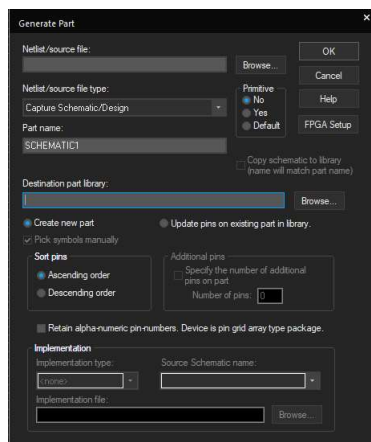 Generate Part
×
Netlist/source file:
Browse...
OK
Cancel
Netlist/source file type:
Capture Schematic/Design
Primitive
No
Yes
Default
Help
Part name:
SCHEMATIC1
FPGA Setup
Copy schematic to library
(name will match part name)
Destination part library:
Browse...
Create new part
Update pins on existing part in library.
Pick symbols manually
Sort pins
Ascending order
Descending order
Additional pins
Specify the number of additional
pins on part
Number of pins: 0
Retain alpha-numeric pin-numbers. Device is pin grid array type package.
Implementation
Implementation type:
Source Schematic name:
<none>
Implementation file:
Browse...